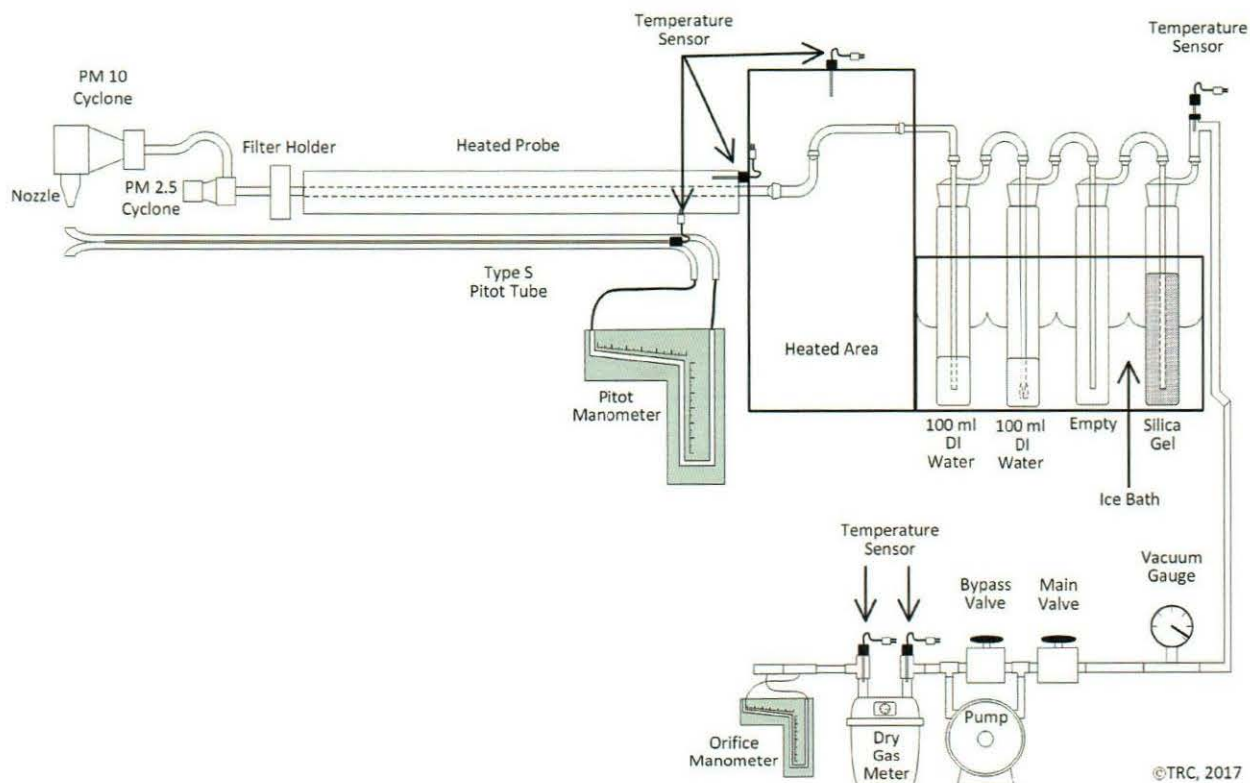 Temperature
Sensor
Temperature
Sensor
PM 10
Cyclone
Filter Holder
Heated Probe
Nozzle
PM 2.5
Cyclone
Type S
Pitot Tube
Heated Area
Pitot
Manometer
100 ml
DI
Water
100 ml
DI
Water
Empty
Silica
Gel
Ice Bath
Temperature
Sensor
Bypass
Valve
Main
Valve
Vacuum
Gauge
Orifice
Manometer
Dry
Gas
Meter
Pump
©TRC, 2017